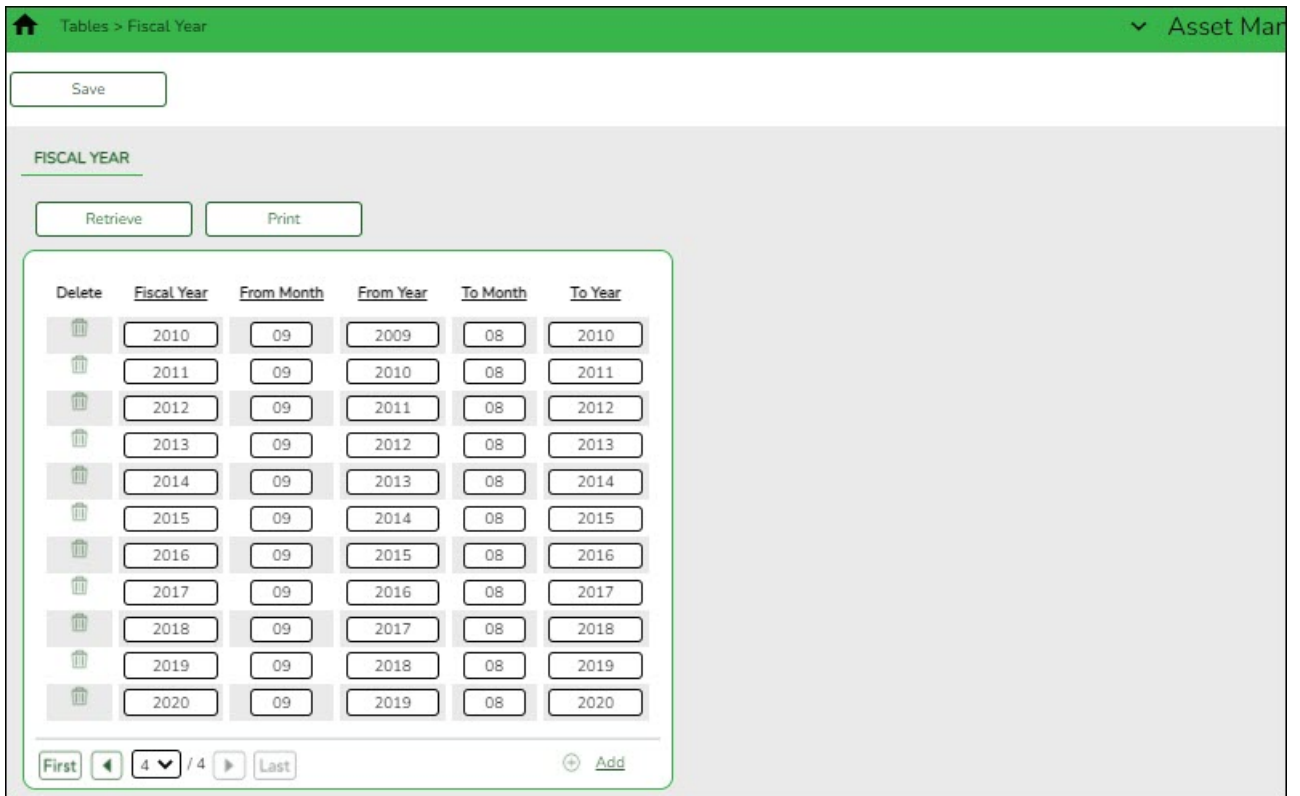 Tables > Fiscal Year Asset Man
Save
FISCAL YEAR
Retrieve Print
Delete Fiscal Year From Month From Year To Month To Year
2010 09 2009 08 2010
2011 09 2010 08 2011
2012 09 2011 08 2012
2013 09 2012 08 2013
2014 09 2013 08 2014
2015 09 2014 08 2015
2016 09 2015 08 2016
2017 09 2016 08 2017
2018 09 2017 08 2018
2019 09 2018 08 2019
2020 09 2019 08 2020
First 4 / 4 Last Add